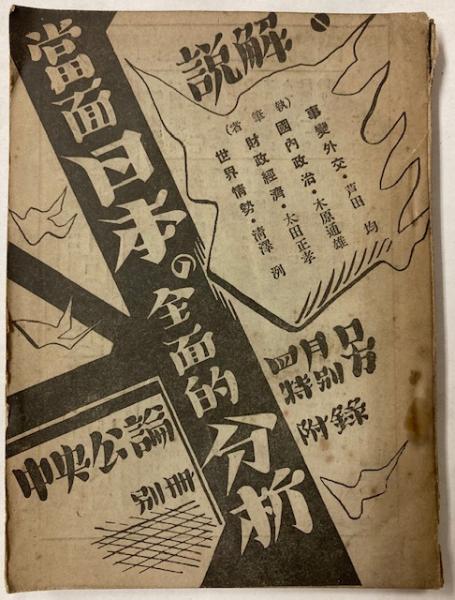 説解
當面日本の全面的分析
(執筆者)
事變外交・芦田 均
國內政治・木原通雄
財政經濟・太田正孝
世界情勢・清澤 洌
四月号
特別
附錄
中央公論
別冊